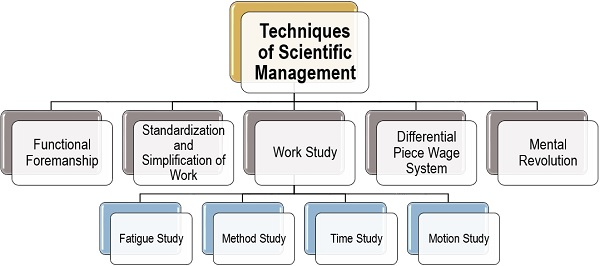 Techniques
of Scientific
Management
Functional
Foremanship
Standardization
and
Simplification of
Work
Work Study
Differential
Piece Wage
System
Mental
Revolution
Fatigue Study
Method Study
Time Study
Motion Study